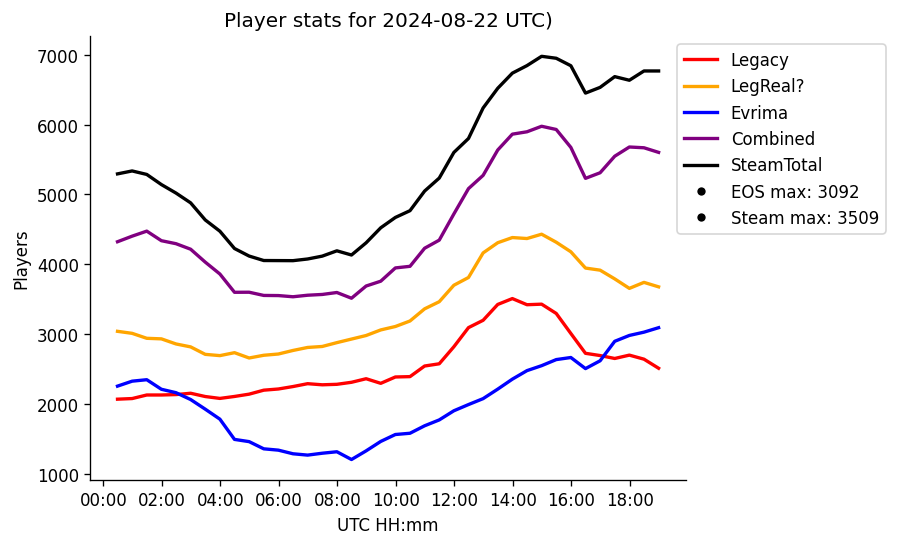 Player stats for 2024-08-22 UTC)
7000
6000
5000
4000
3000
2000
1000
Players
00:00 02:00 04:00 06:00 08:00 10:00 12:00 14:00 16:00 18:00
UTC HH:mm
Legacy
LegReal?
Evrima
Combined
SteamTotal
EOS max: 3092
Steam max: 3509